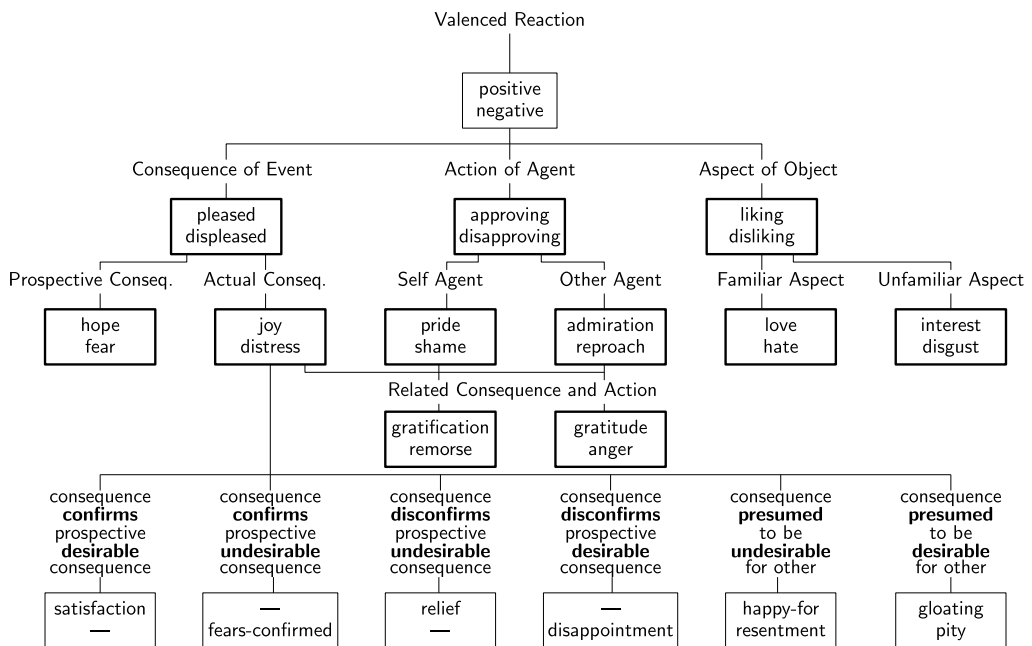 Valenced Reaction
positive
negative
Consequence of Event
Action of Agent
Aspect of Object
pleased
displeased
approving
disapproving
liking
disliking
Prospective Conseq.
Actual Conseq.
Self Agent
Other Agent
Familiar Aspect
Unfamiliar Aspect
hope
fear
joy
distress
pride
shame
admiration
reproach
love
hate
interest
disgust
Related Consequence and Action
gratification
remorse
gratitude
anger
consequence
confirms
prospective
desirable
consequence
consequence
confirms
prospective
undesirable
consequence
consequence
disconfirms
prospective
undesirable
consequence
consequence
disconfirms
prospective
desirable
consequence
consequence
presumed
to be
undesirable
for other
consequence
presumed
to be
desirable
for other
satisfaction
—
—
fears-confirmed
relief
—
—
disappointment
happy-for
resentment
gloating
pity